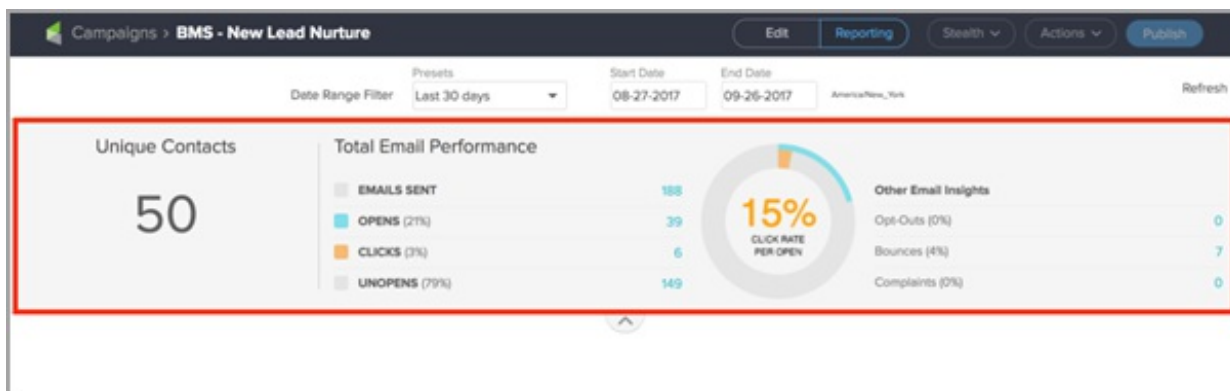 Campaigns > BMS - New Lead Nurture
Edit
Reporting
Stealth
Actions
Publish
Date Range Filter
Presets
Last 30 days
Start Date
08-27-2017
End Date
09-26-2017
America/New_York
Refresh
Unique Contacts
50
Total Email Performance
EMAILS SENT 188
OPENS (21%) 39
CLICKS (3%) 6
UNOPENS (79%) 149
15%
CLICK RATE
PER OPEN
Other Email Insights
Opt-Outs (0%) 0
Bounces (4%) 7
Complaints (0%) 0